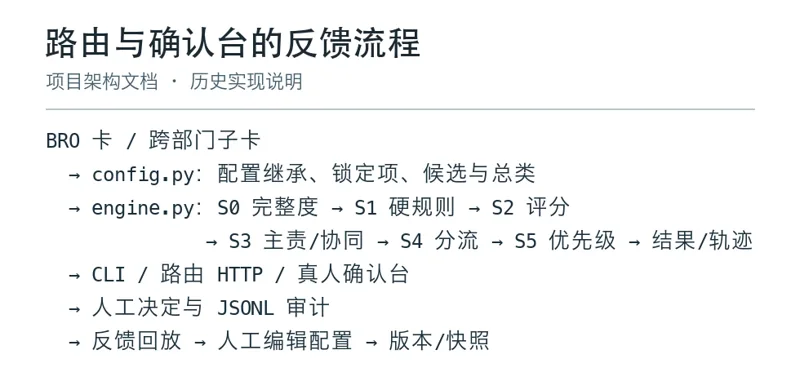 路由与确认台的反馈流程
项目架构文档 · 历史实现说明
BRO 卡 / 跨部门子卡
→ config.py：配置继承、锁定项、候选与总类
→ engine.py：S0 完整度 → S1 硬规则 → S2 评分
→ S3 主责/协同 → S4 分流 → S5 优先级 → 结果/轨迹
→ CLI / 路由 HTTP / 真人确认台
→ 人工决定与 JSONL 审计
→ 反馈回放 → 人工编辑配置 → 版本/快照